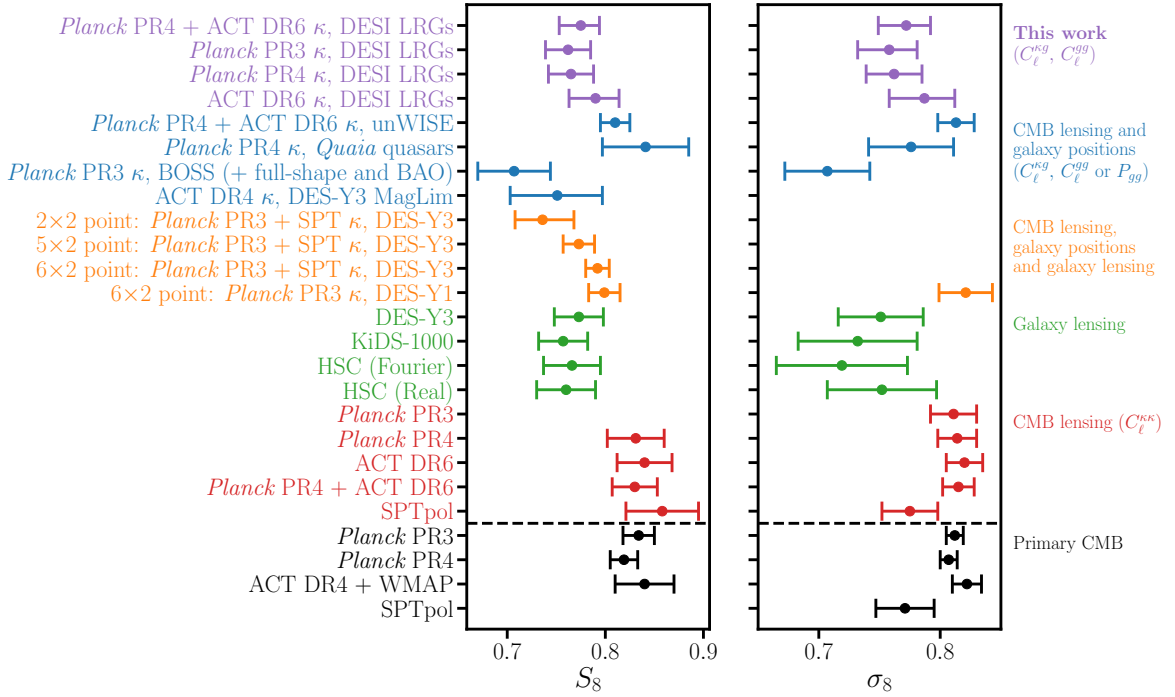 Planck PR4 + ACT DR6 κ, DESI LRGs
Planck PR3 κ, DESI LRGs
Planck PR4 κ, DESI LRGs
ACT DR6 κ, DESI LRGs
Planck PR4 + ACT DR6 κ, unWISE
Planck PR4 κ, Quaia quasars
Planck PR3 κ, BOSS (+ full-shape and BAO)
ACT DR4 κ, DES-Y3 MagLim
2×2 point: Planck PR3 + SPT κ, DES-Y3
5×2 point: Planck PR3 + SPT κ, DES-Y3
6×2 point: Planck PR3 + SPT κ, DES-Y3
6×2 point: Planck PR3 κ, DES-Y1
DES-Y3
KiDS-1000
HSC (Fourier)
HSC (Real)
Planck PR3
Planck PR4
ACT DR6
Planck PR4 + ACT DR6
SPTpol
Planck PR3
Planck PR4
ACT DR4 + WMAP
SPTpol
0.7 0.8 0.9
S₈
0.7 0.8
σ₈
This work
(C_ℓ^{κg}, C_ℓ^{gg})
CMB lensing and
galaxy positions
(C_ℓ^{κg}, C_ℓ^{gg} or P_{gg})
CMB lensing,
galaxy positions
and galaxy lensing
Galaxy lensing
CMB lensing (C_ℓ^{κκ})
Primary CMB